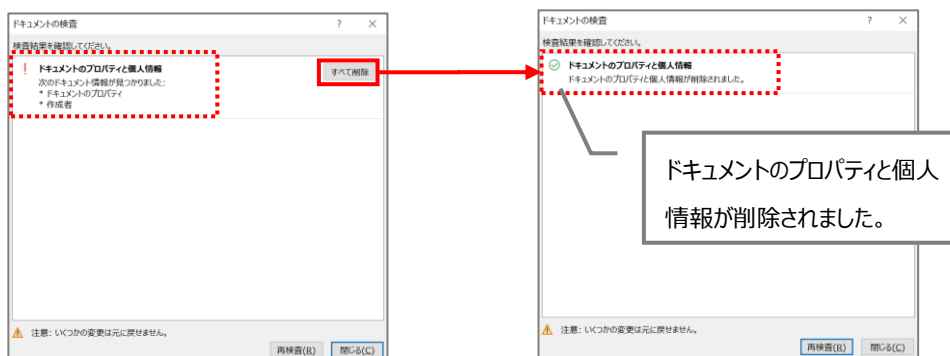 ドキュメントの検査
? ×
検査結果を確認してください。
! ドキュメントのプロパティと個人情報
すべて削除
次のドキュメント情報が見つかりました:
* ドキュメントのプロパティ
* 作成者
注意: いくつかの変更は元に戻せません。
再検査(R) 閉じる(C)
ドキュメントの検査
? ×
検査結果を確認してください。
ドキュメントのプロパティと個人情報
ドキュメントのプロパティと個人情報が削除されました。
ドキュメントのプロパティと個人
情報が削除されました。
注意: いくつかの変更は元に戻せません。
再検査(R) 閉じる(C)